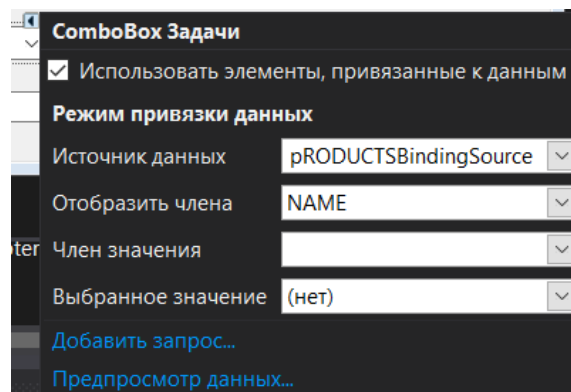 ComboBox Задачи
Использовать элементы, привязанные к данным
Режим привязки данных
Источник данных pRODUCTSBindingSource
Отобразить члена NAME
ter Член значения
Выбранное значение (нет)
Добавить запрос...
Предпросмотр данных...